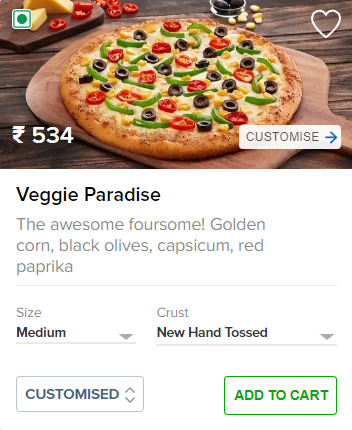 ₹ 534
CUSTOMISE
Veggie Paradise
The awesome foursome! Golden
corn, black olives, capsicum, red
paprika
Size
Crust
Medium
New Hand Tossed
CUSTOMISED
ADD TO CART